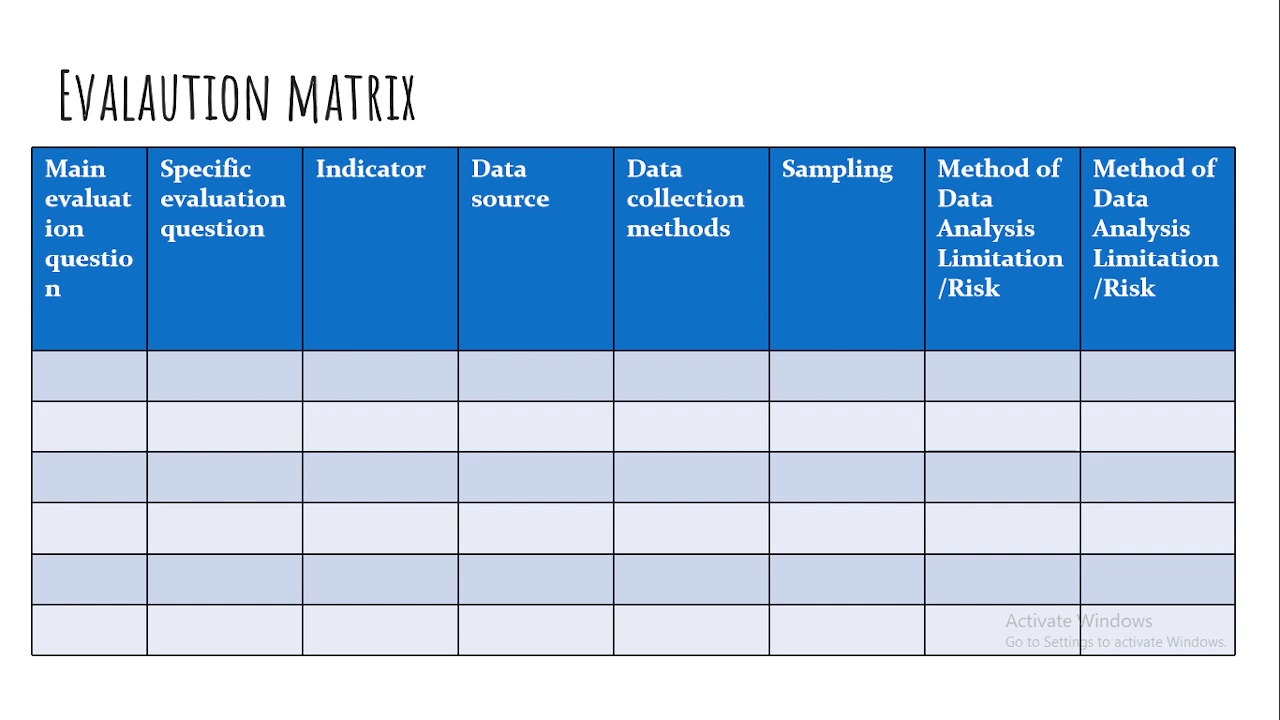 EVALAUTION MATRIX
Main
evaluat
ion
questio
n
Specific
evaluation
question
Indicator
Data
source
Data
collection
methods
Sampling
Method of
Data
Analysis
Limitation
/Risk
Method of
Data
Analysis
Limitation
/Risk
Activate Windows
Go to Settings to activate Windows.